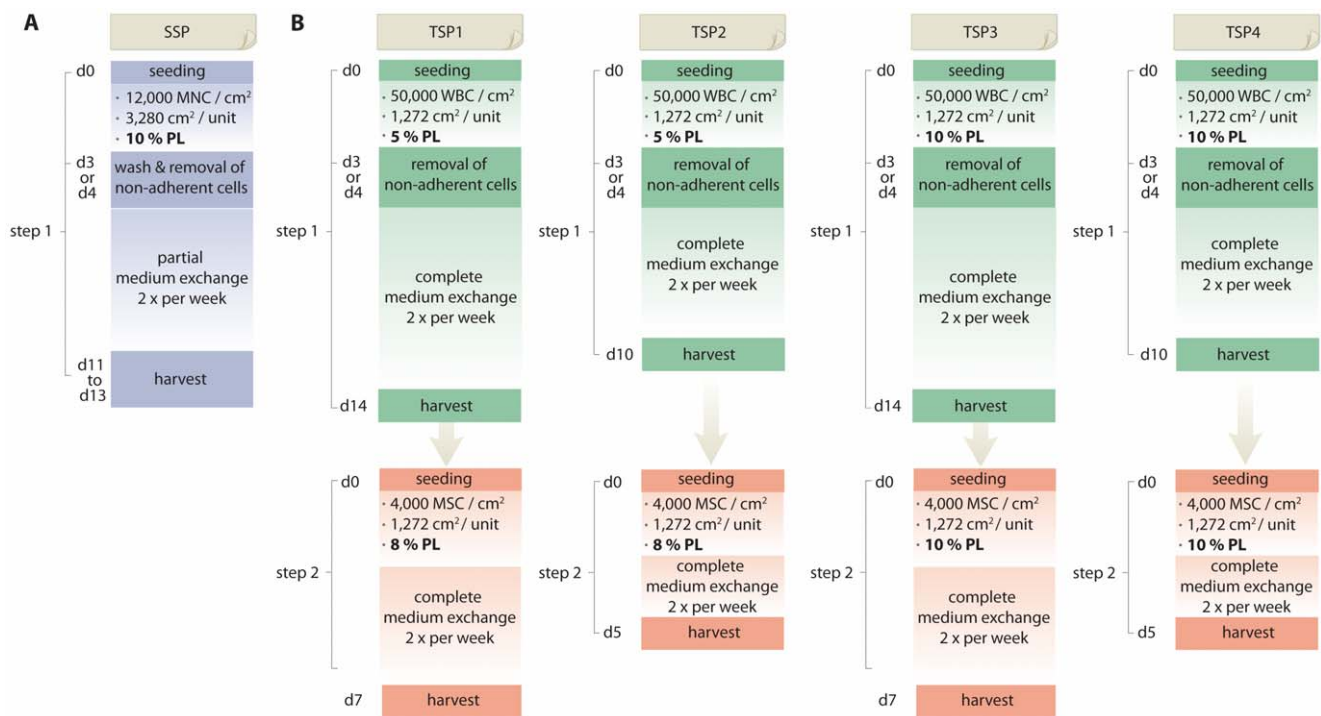 A
SSP
d0
seeding
· 12,000 MNC / cm²
· 3,280 cm² / unit
· 10 % PL
d3
or
d4
wash & removal of
non-adherent cells
step 1
partial
medium exchange
2 x per week
d11
to
d13
harvest
B
TSP1
d0
seeding
· 50,000 WBC / cm²
· 1,272 cm² / unit
· 5 % PL
d3
or
d4
removal of
non-adherent cells
step 1
complete
medium exchange
2 x per week
d14
harvest
d0
seeding
· 4,000 MSC / cm²
· 1,272 cm² / unit
· 8 % PL
step 2
complete
medium exchange
2 x per week
d7
harvest
TSP2
d0
seeding
· 50,000 WBC / cm²
· 1,272 cm² / unit
· 5 % PL
d3
or
d4
removal of
non-adherent cells
step 1
complete
medium exchange
2 x per week
d10
harvest
d0
seeding
· 4,000 MSC / cm²
· 1,272 cm² / unit
· 8 % PL
step 2
complete
medium exchange
2 x per week
d5
harvest
TSP3
d0
seeding
· 50,000 WBC / cm²
· 1,272 cm² / unit
· 10 % PL
d3
or
d4
removal of
non-adherent cells
step 1
complete
medium exchange
2 x per week
d14
harvest
d0
seeding
· 4,000 MSC / cm²
· 1,272 cm² / unit
· 10 % PL
step 2
complete
medium exchange
2 x per week
d7
harvest
TSP4
d0
seeding
· 50,000 WBC / cm²
· 1,272 cm² / unit
· 10 % PL
d3
or
d4
removal of
non-adherent cells
step 1
complete
medium exchange
2 x per week
d10
harvest
d0
seeding
· 4,000 MSC / cm²
· 1,272 cm² / unit
· 10 % PL
step 2
complete
medium exchange
2 x per week
d5
harvest